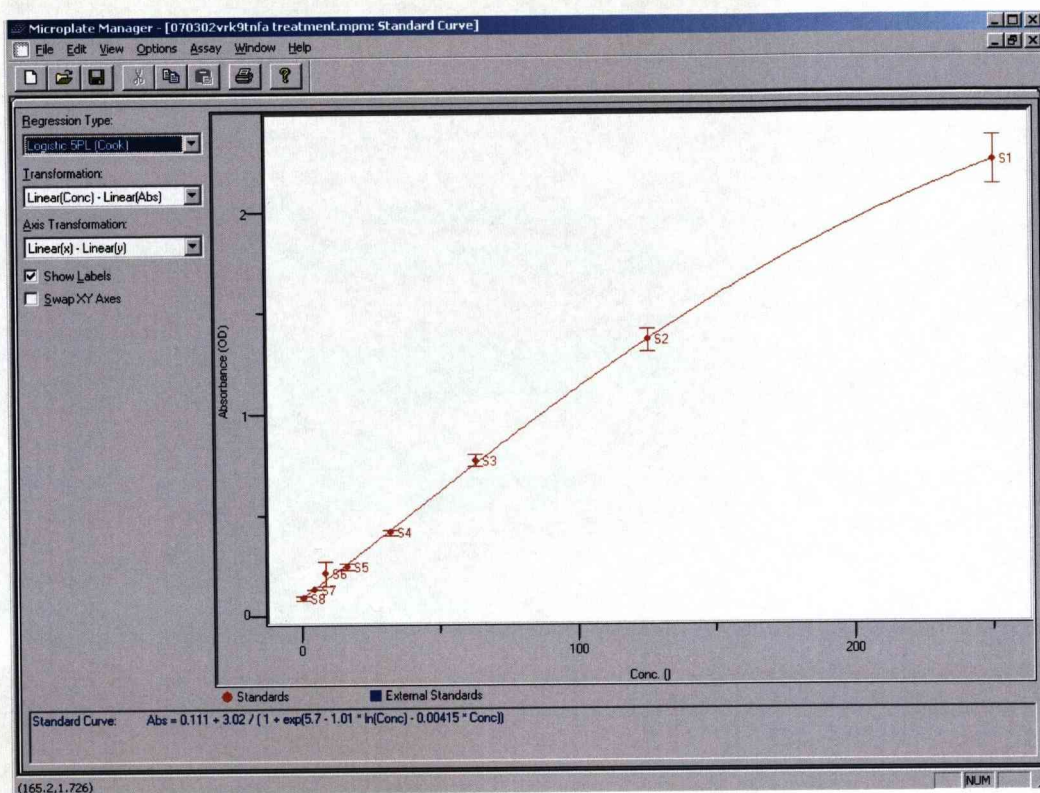 Microplate Manager - [070302vrk9tnfa treatment.mpm: Standard Curve]
File Edit View Options Assay Window Help
Regression Type:
Logistic 5PL (Cook)
Transformation:
Linear(Conc) - Linear(Abs)
Axis Transformation:
Linear(x) - Linear(y)
Show Labels
Swap XY Axes
Absorbance (OD)
2
1
0
S1
S2
S3
S4
S5
S6
S7
S8
0 100 200
Conc. ()
Standards External Standards
Standard Curve: Abs = 0.111 + 3.02 / ( 1 + exp(5.7 - 1.01 * ln(Conc) - 0.00415 * Conc))
(165.2,1.726) NUM